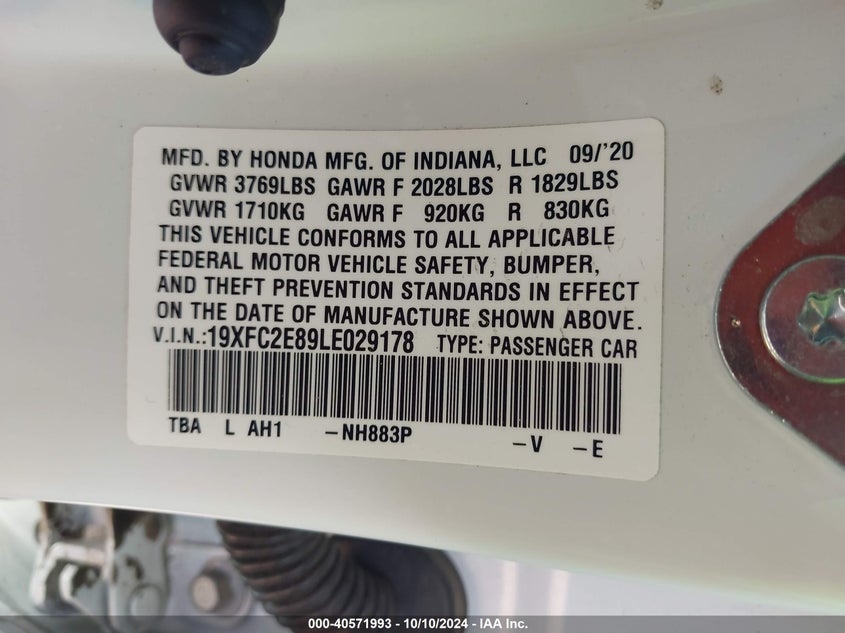 MFD. BY HONDA MFG. OF INDIANA, LLC 09/'20
GVWR 3769LBS GAWR F 2028LBS R 1829LBS
GVWR 1710KG GAWR F 920KG R 830KG
THIS VEHICLE CONFORMS TO ALL APPLICABLE
FEDERAL MOTOR VEHICLE SAFETY, BUMPER,
AND THEFT PREVENTION STANDARDS IN EFFECT
ON THE DATE OF MANUFACTURE SHOWN ABOVE.
V.I.N.:19XFC2E89LE029178 TYPE: PASSENGER CAR
TBA L AH1 –NH883P –V –E
000-40571993 - 10/10/2024 - IAA Inc.